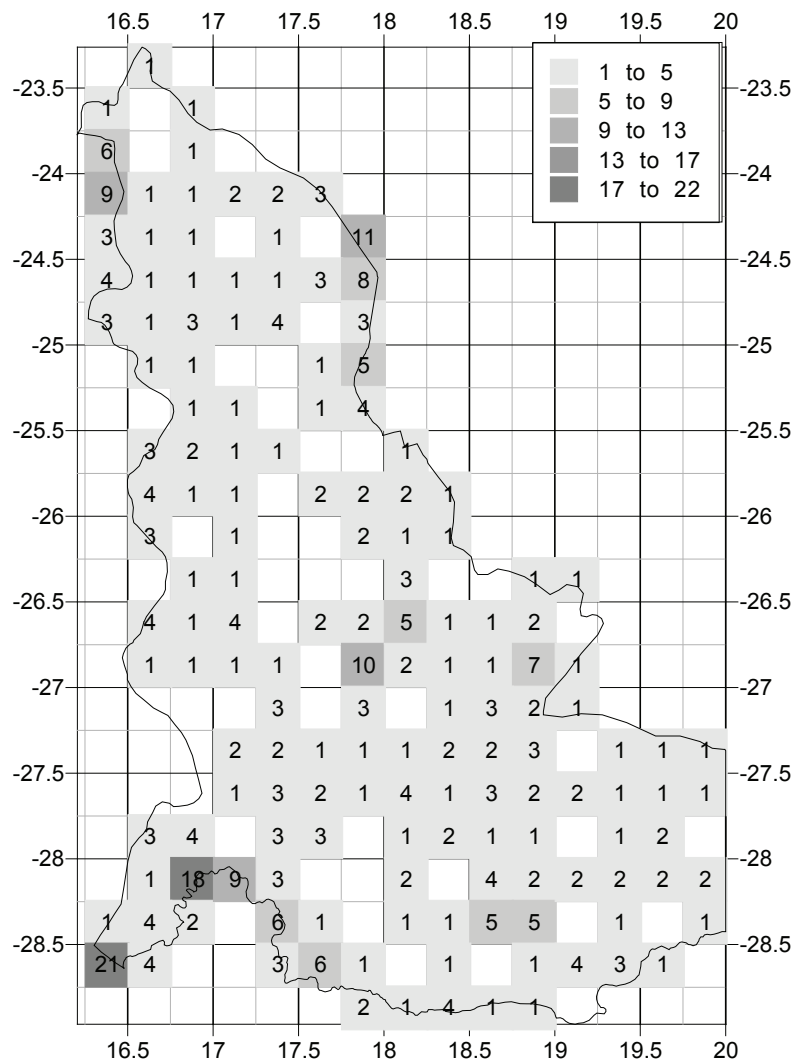 16.5 17 17.5 18 18.5 19 19.5 20
1 to 5
5 to 9
9 to 13
13 to 17
17 to 22
1
-23.5 1 1 -23.5
6 1
-24 -24
9 1 1 2 2 3
3 1 1 1 11
-24.5 -24.5
4 1 1 1 1 3 8
3 1 3 1 4 3
-25 -25
1 1 1 5
1 1 1 4
-25.5 -25.5
3 2 1 1 1
4 1 1 2 2 2 1
-26 -26
3 1 2 1 1
1 1 3 1 1
-26.5 -26.5
4 1 4 2 2 5 1 1 2
1 1 1 1 10 2 1 1 7 1
-27 -27
3 3 1 3 2 1
2 2 1 1 1 2 2 3 1 1 1
-27.5 -27.5
1 3 2 1 4 1 3 2 2 1 1 1
3 4 3 3 1 2 1 1 1 2
-28 -28
1 18 9 3 2 4 2 2 2 2 2
1 4 2 6 1 1 1 5 5 1 1
-28.5 -28.5
21 4 3 6 1 1 1 4 3 1
2 1 4 1 1
16.5 17 17.5 18 18.5 19 19.5 20